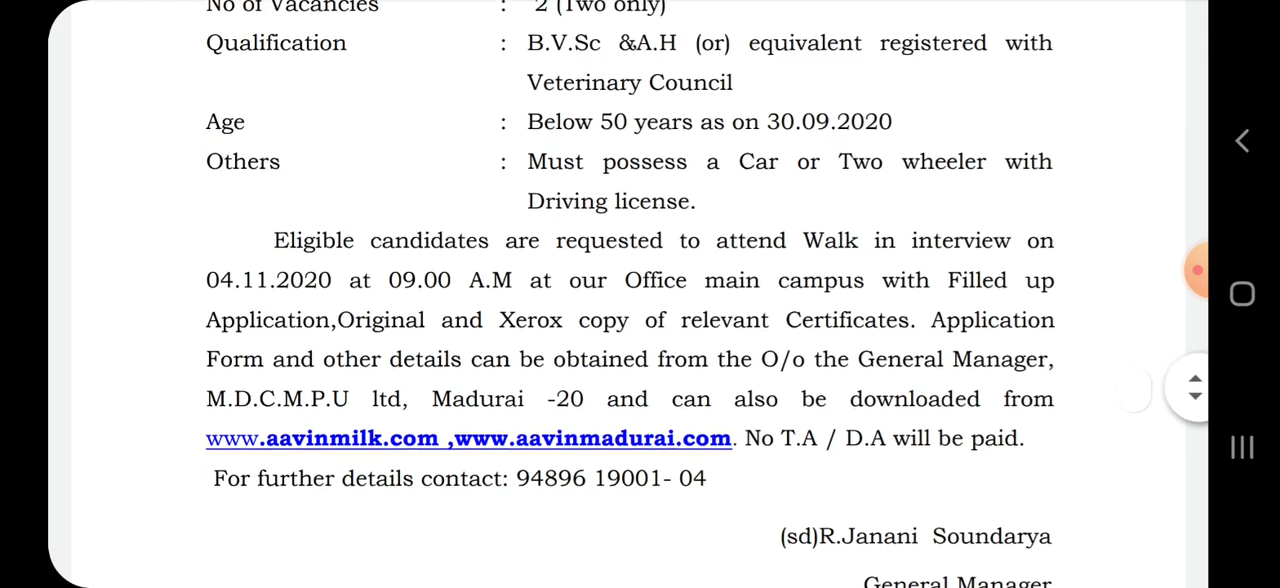 No of Vacancies : 2 (Two only)
Qualification : B.V.Sc &A.H (or) equivalent registered with
Veterinary Council
Age : Below 50 years as on 30.09.2020
Others : Must possess a Car or Two wheeler with
Driving license.
Eligible candidates are requested to attend Walk in interview on
04.11.2020 at 09.00 A.M at our Office main campus with Filled up
Application,Original and Xerox copy of relevant Certificates. Application
Form and other details can be obtained from the O/o the General Manager,
M.D.C.M.P.U ltd, Madurai -20 and can also be downloaded from
www.aavinmilk.com ,www.aavinmadurai.com. No T.A / D.A will be paid.
For further details contact: 94896 19001- 04
(sd)R.Janani Soundarya
General Manager